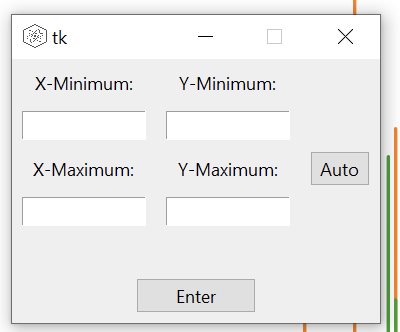 tk
X-Minimum: Y-Minimum:
X-Maximum: Y-Maximum:
Auto
Enter